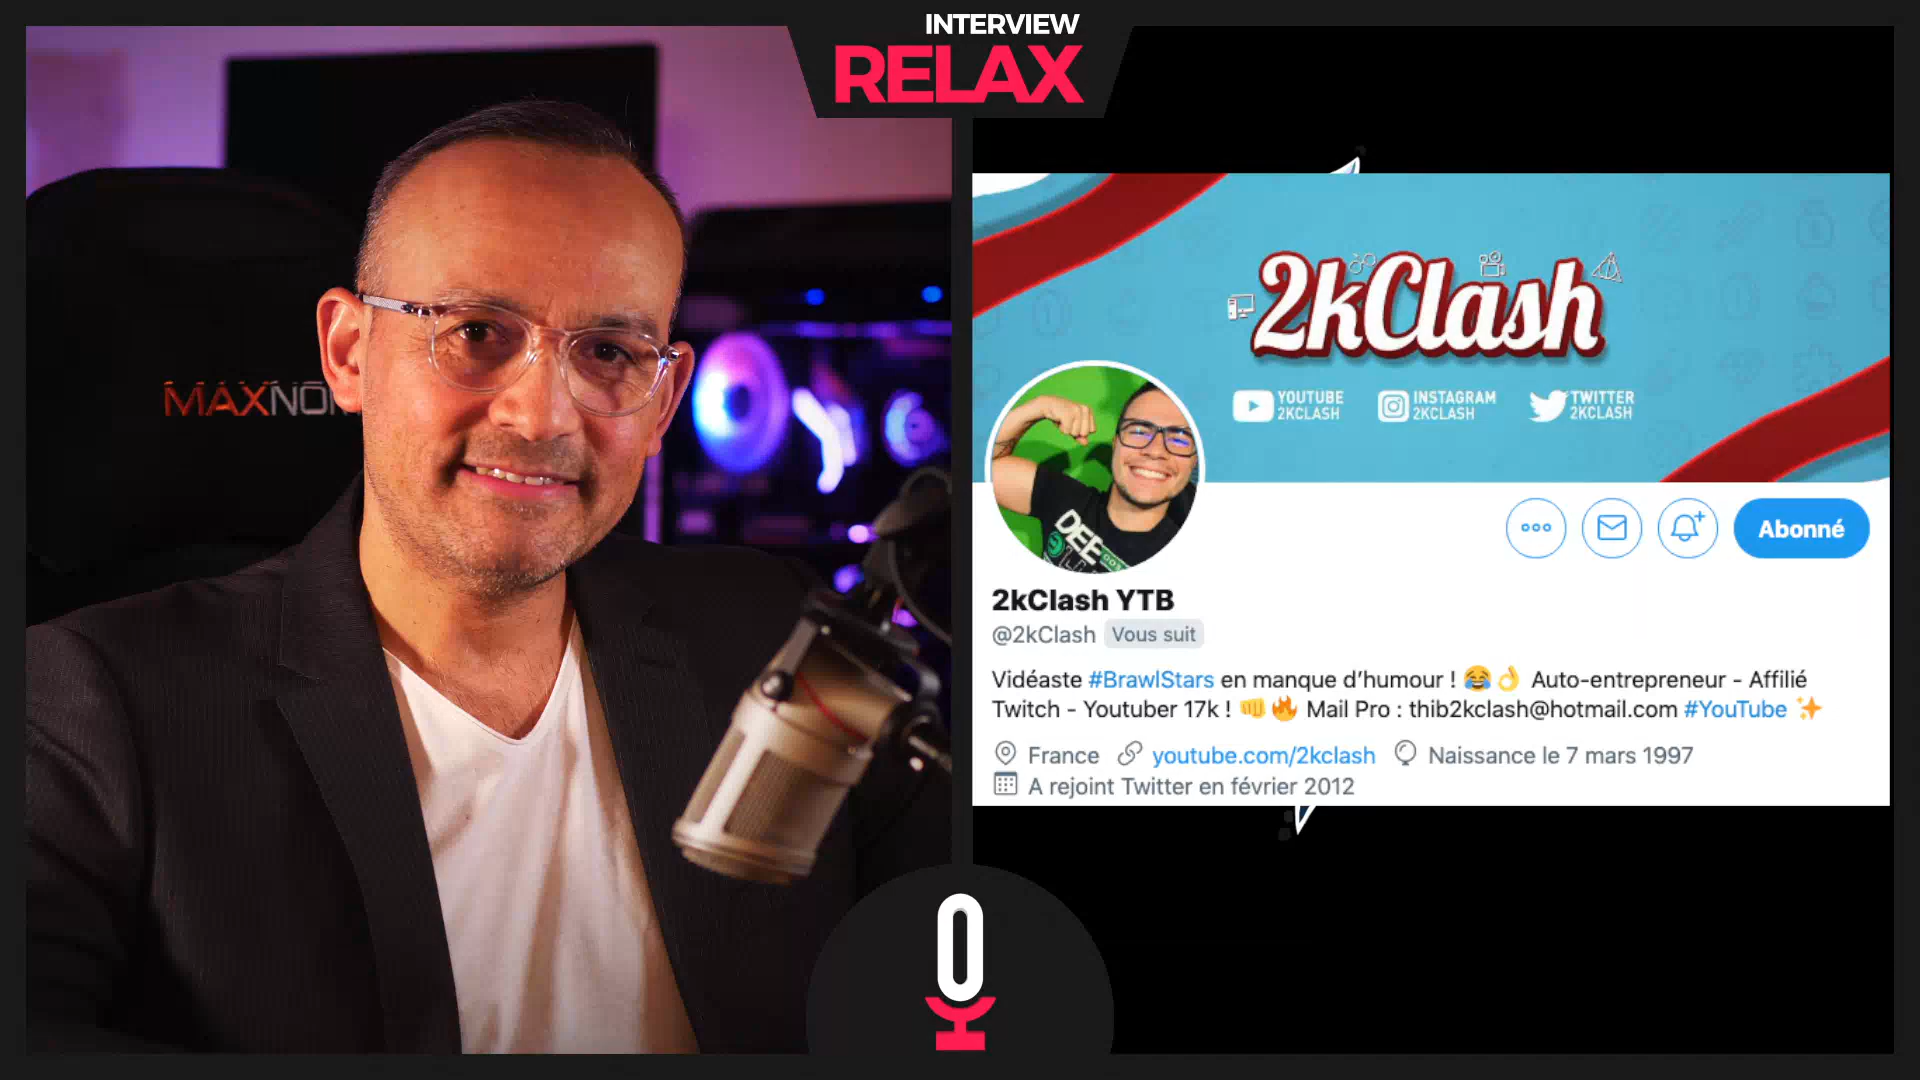 INTERVIEW
RELAX
MAXNO
2kClash
YOUTUBE
2KCLASH
INSTAGRAM
2KCLASH
TWITTER
2KCLASH
DEE
Abonné
2kClash YTB
@2kClash Vous suit
Vidéaste #BrawlStars en manque d'humour ! 😂👌 Auto-entrepreneur - Affilié
Twitch - Youtuber 17k ! 👊🔥 Mail Pro : thib2kclash@hotmail.com #YouTube ✨
France youtube.com/2kclash Naissance le 7 mars 1997
A rejoint Twitter en février 2012